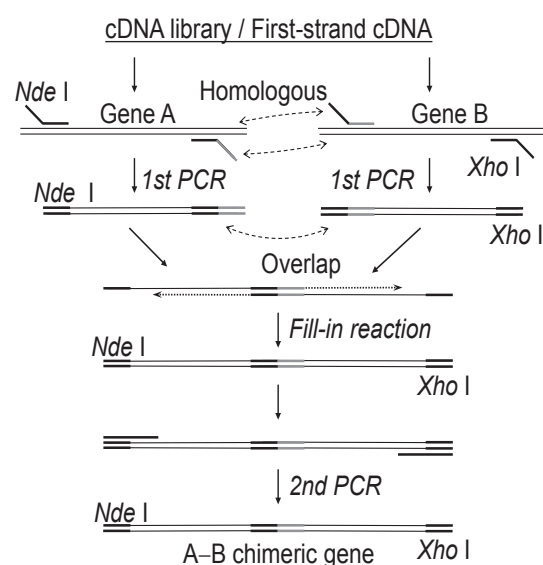 cDNA library / First-strand cDNA
Nde I
Homologous
Gene A
Gene B
Xho I
1st PCR
1st PCR
Nde I
Xho I
Overlap
Fill-in reaction
Nde I
Xho I
2nd PCR
Nde I
A–B chimeric gene
Xho I